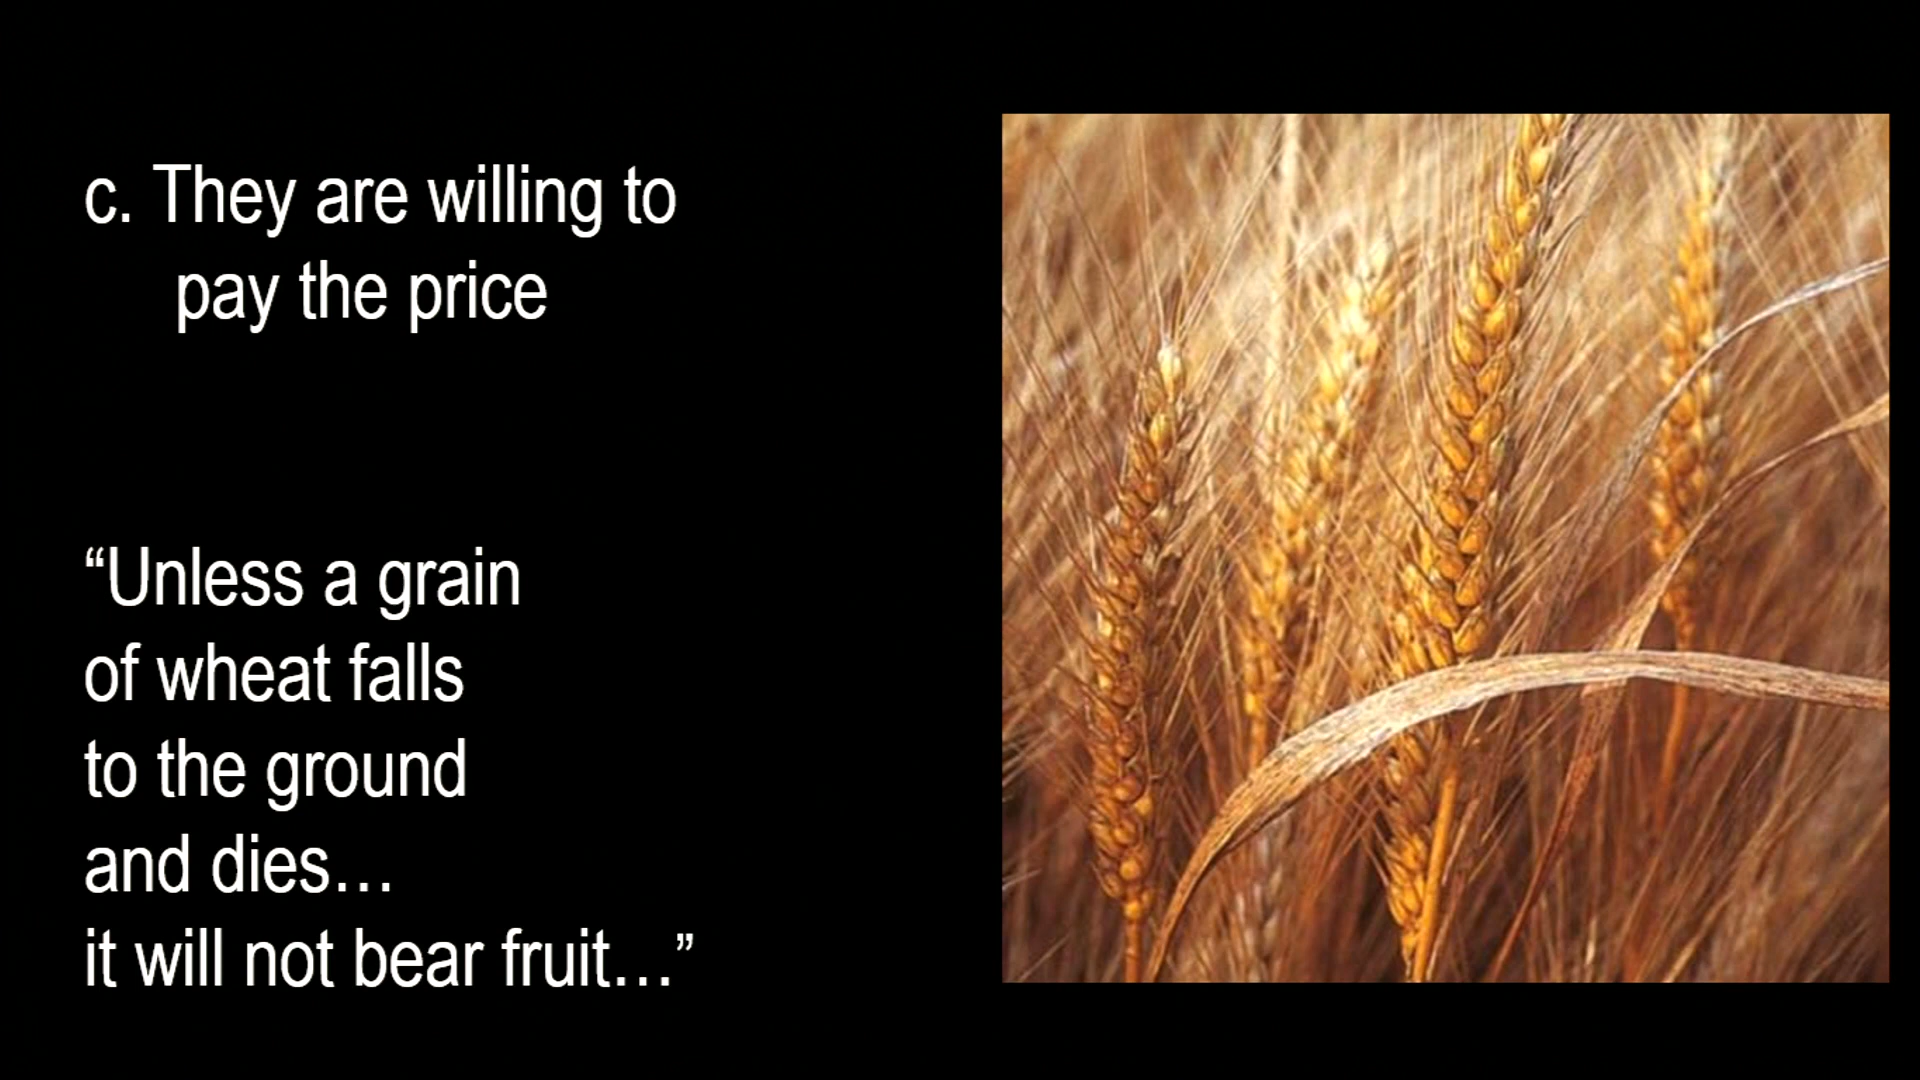 c. They are willing to
pay the price
“Unless a grain
of wheat falls
to the ground
and dies…
it will not bear fruit…”